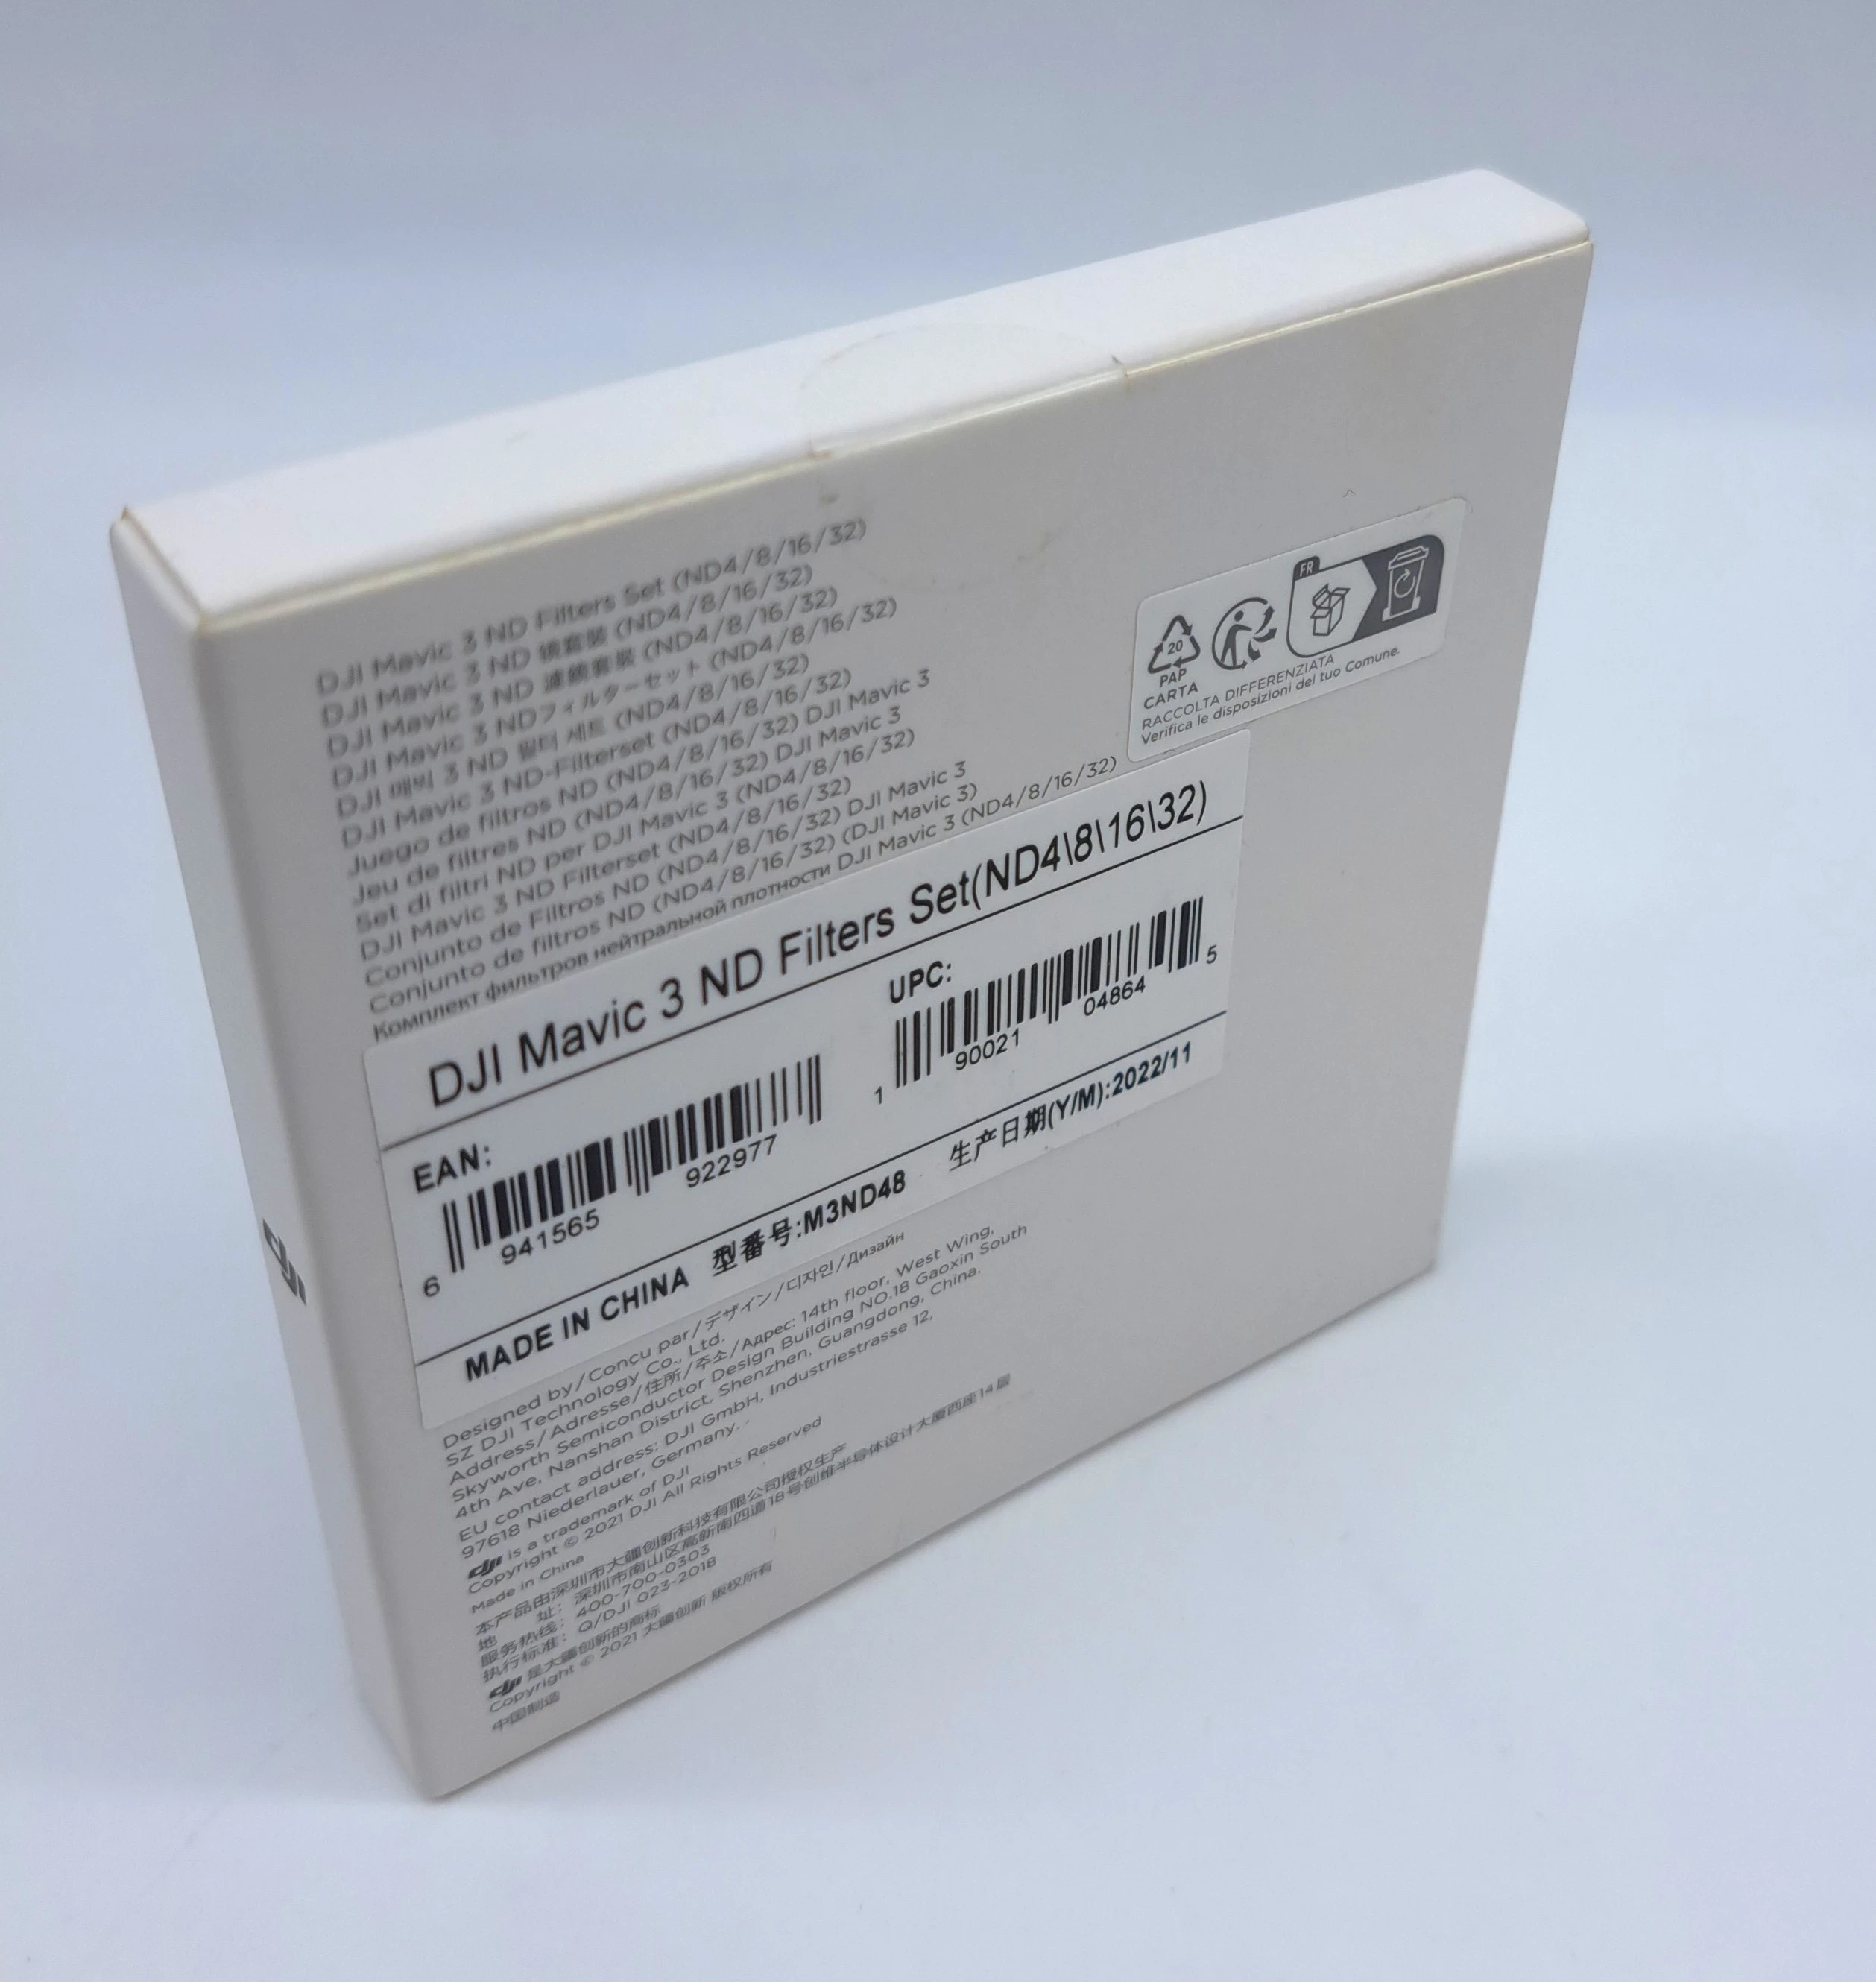 DJI Mavic 3 ND Filters Set (ND4/8/16/32)
DJI Mavic 3 ND 镜套装 (ND4/8/16/32)
DJI Mavic 3 ND 濾鏡套裝 (ND4/8/16/32)
DJI Mavic 3 NDフィルターセット (ND4/8/16/32)
DJI 매빅 3 ND 필터 세트 (ND4/8/16/32)
DJI Mavic 3 ND-Filterset (ND4/8/16/32)
Juego de filtros ND (ND4/8/16/32) DJI Mavic 3
Jeu de filtres ND (ND4/8/16/32) DJI Mavic 3
Set di filtri ND per DJI Mavic 3 (ND4/8/16/32)
DJI Mavic 3 ND Filterset (ND4/8/16/32)
Conjunto de Filtros ND (ND4/8/16/32) DJI Mavic 3
Conjunto de filtros ND (ND4/8/16/32) (DJI Mavic 3)
Комплект фильтров нейтральной плотности DJI Mavic 3 (ND4/8/16/32)
20
PAP
CARTA
FR
RACCOLTA DIFFERENZIATA
Verifica le disposizioni del tuo Comune.
DJI Mavic 3 ND Filters Set(ND4\8\16\32)
EAN:
6 941565 922977
UPC:
1 90021 04864 5
MADE IN CHINA 型番号:M3ND48 生产日期(Y/M):2022/11
dji
Designed by/Conçu par/デザイン/디자인/Дизайн
SZ DJI Technology Co., Ltd.
Address/Adresse/住所/주소/Адрес: 14th floor, West Wing,
Skyworth Semiconductor Design Building NO.18 Gaoxin South
4th Ave, Nanshan District, Shenzhen, Guangdong, China.
EU contact address: DJI GmbH, Industriestrasse 12,
97618 Niederlauer, Germany.
dji is a trademark of DJI
Copyright © 2021 DJI All Rights Reserved
Made in China
本产品由深圳市大疆创新科技有限公司授权生产
地 址: 深圳市南山区高新南四道18号创维半导体设计大厦西座14层
服务热线: 400-700-0303
执行标准: Q/DJI 023-2018
dji 是大疆创新的商标
Copyright © 2021 大疆创新 版权所有
中国制造